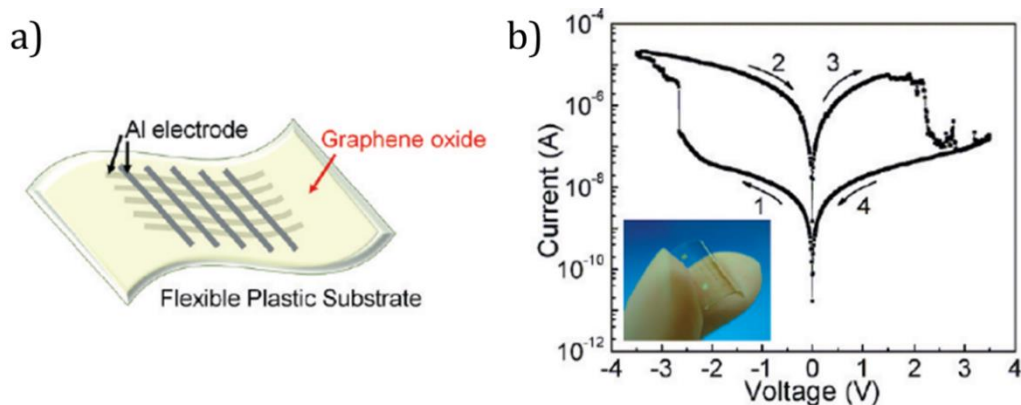 a)
Al electrode
Graphene oxide
Flexible Plastic Substrate
b)
Current (A)
10⁻⁴
10⁻⁶
10⁻⁸
10⁻¹⁰
10⁻¹²
2
3
1
4
-4 -3 -2 -1 0 1 2 3 4
Voltage (V)